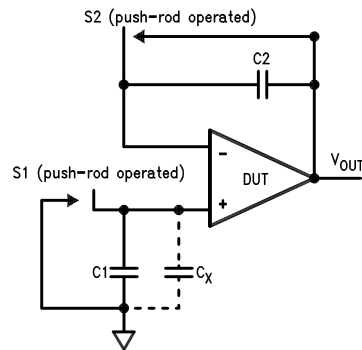 S2 (push-rod operated)
C2
-
DUT
VOUT
S1 (push-rod operated)
+
C1
CX